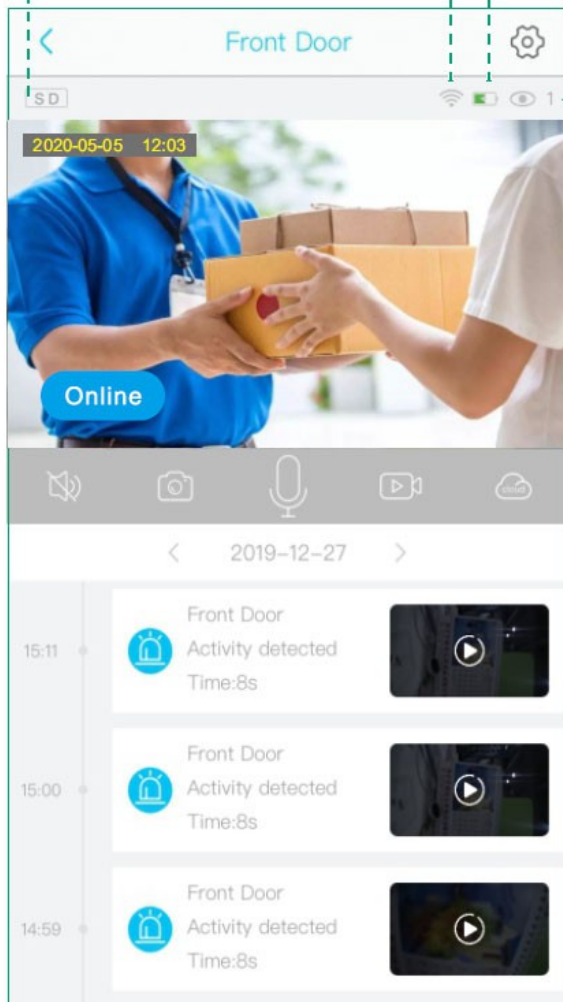 Front Door
SD
1
2020-05-05 12:03
Online
cloud
2019-12-27
15:11
Front Door
Activity detected
Time:8s
15:00
Front Door
Activity detected
Time:8s
14:59
Front Door
Activity detected
Time:8s